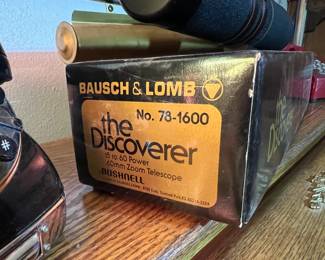 BAUSCH & LOMB
No. 78-1600
the
Discoverer
15 to 60 Power
60mm Zoom Telescope
BUSHNELL